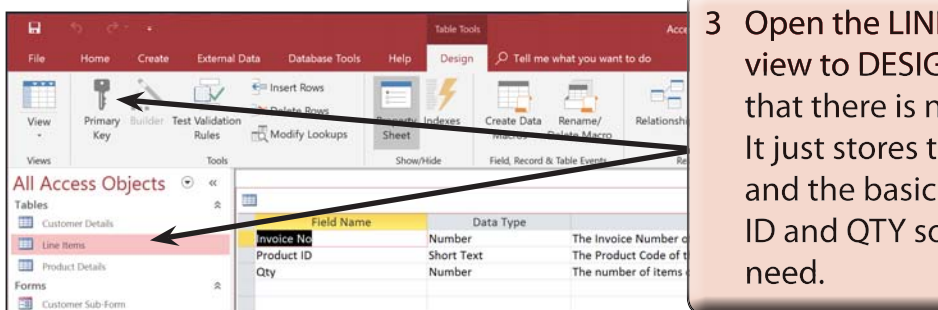 Table Tools
Acce
File Home Create External Data Database Tools Help Design Tell me what you want to do
View
Primary Key
Builder
Test Validation Rules
Insert Rows
Delete Rows
Modify Lookups
Property Sheet
Indexes
Create Data Macros
Rename/ Delete Macro
Relationshi
Views
Tools
Show/Hide
Field, Record & Table Events
Re
All Access Objects
Tables
Customer Details
Line Items
Product Details
Forms
Customer Sub-Form
Field Name Data Type
Invoice No Number The Invoice Number o
Product ID Short Text The Product Code of t
Qty Number The number of items
3 Open the LINE
view to DESIG
that there is n
It just stores t
and the basic
ID and QTY so
need.